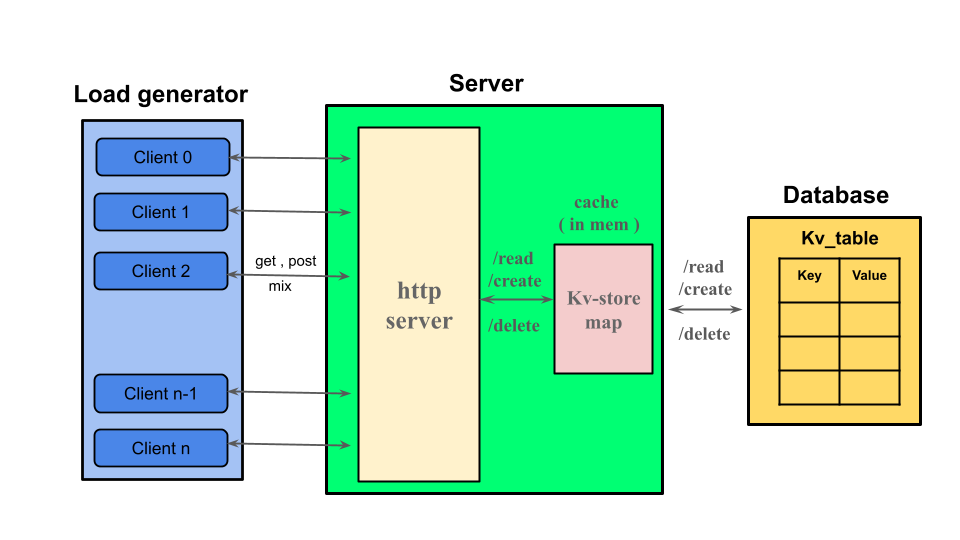 Load generator
Client 0
Client 1
Client 2
Client n-1
Client n
get , post
mix
Server
http
server
/read
/create
/delete
cache
( in mem )
Kv-store
map
/read
/create
/delete
Database
Kv_table
Key
Value